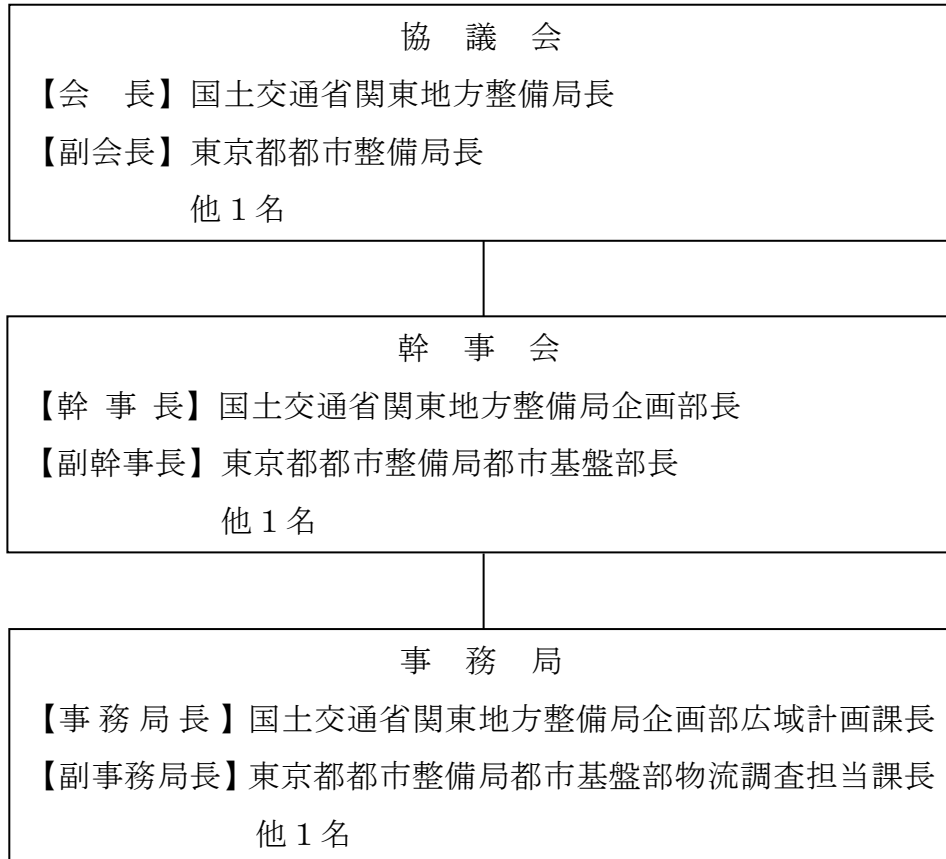 協　議　会
【会　長】国土交通省関東地方整備局長
【副会長】東京都都市整備局長
他１名
幹　事　会
【幹 事 長】国土交通省関東地方整備局企画部長
【副幹事長】東京都都市整備局都市基盤部長
他１名
事　務　局
【事 務 局 長 】国土交通省関東地方整備局企画部広域計画課長
【副事務局長】東京都都市整備局都市基盤部物流調査担当課長
他１名